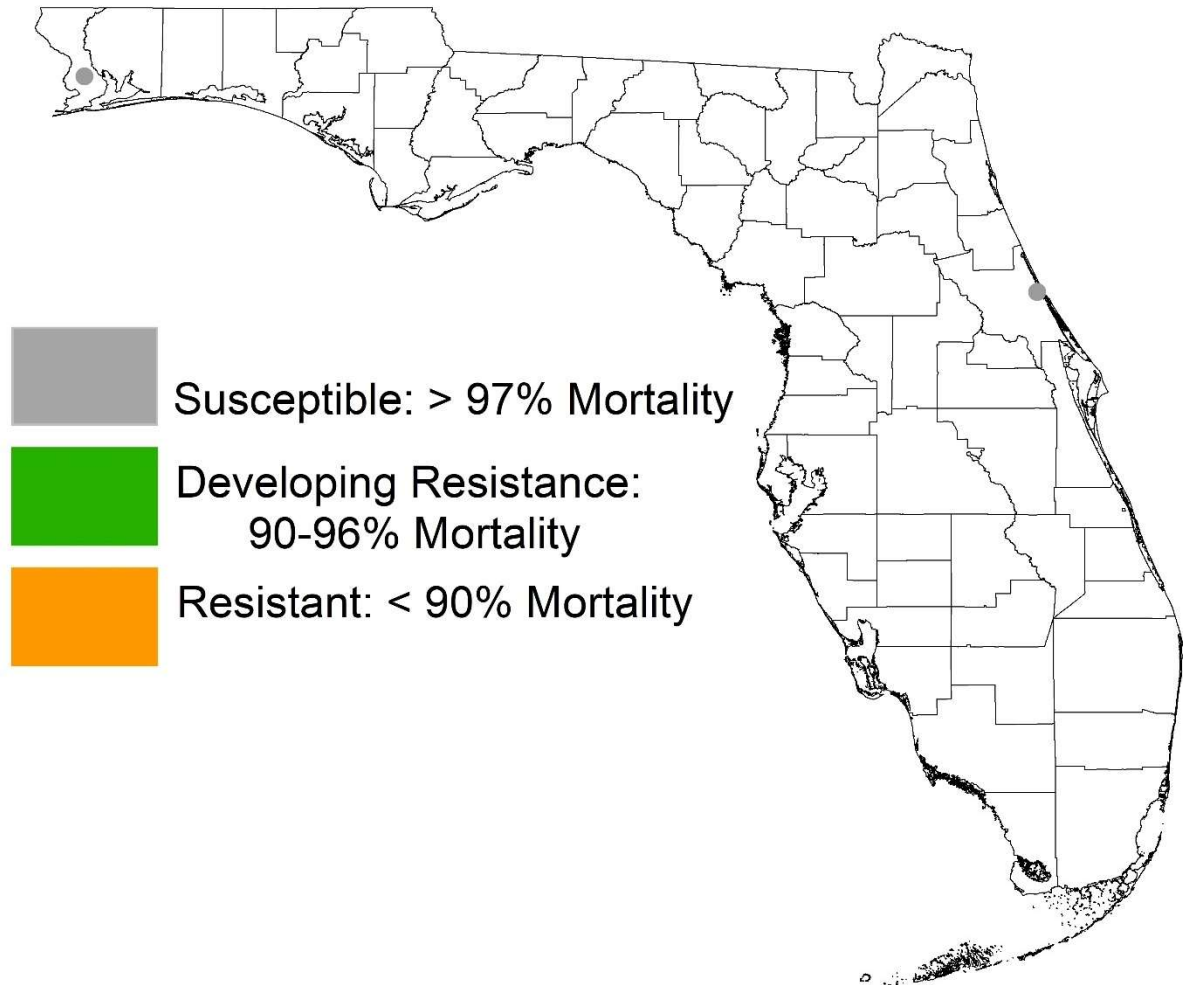 Susceptible: > 97% Mortality
Developing Resistance:
90-96% Mortality
Resistant: < 90% Mortality